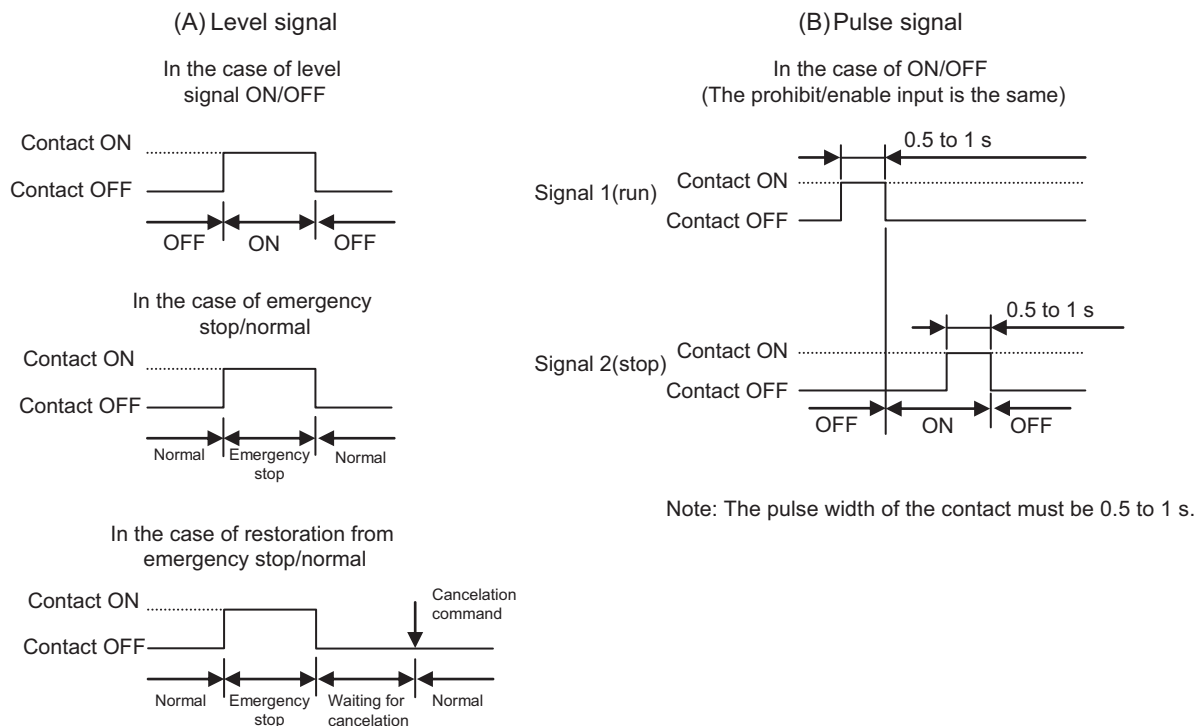 (A) Level signal
In the case of level
signal ON/OFF
Contact ON
Contact OFF
OFF
ON
OFF
In the case of emergency
stop/normal
Contact ON
Contact OFF
Normal
Emergency
stop
Normal
In the case of restoration from
emergency stop/normal
Contact ON
Contact OFF
Cancelation
command
Normal
Emergency
stop
Waiting for
cancelation
Normal
(B) Pulse signal
In the case of ON/OFF
(The prohibit/enable input is the same)
0.5 to 1 s
Signal 1(run)
Contact ON
Contact OFF
0.5 to 1 s
Signal 2(stop)
Contact ON
Contact OFF
OFF
ON
OFF
Note: The pulse width of the contact must be 0.5 to 1 s.